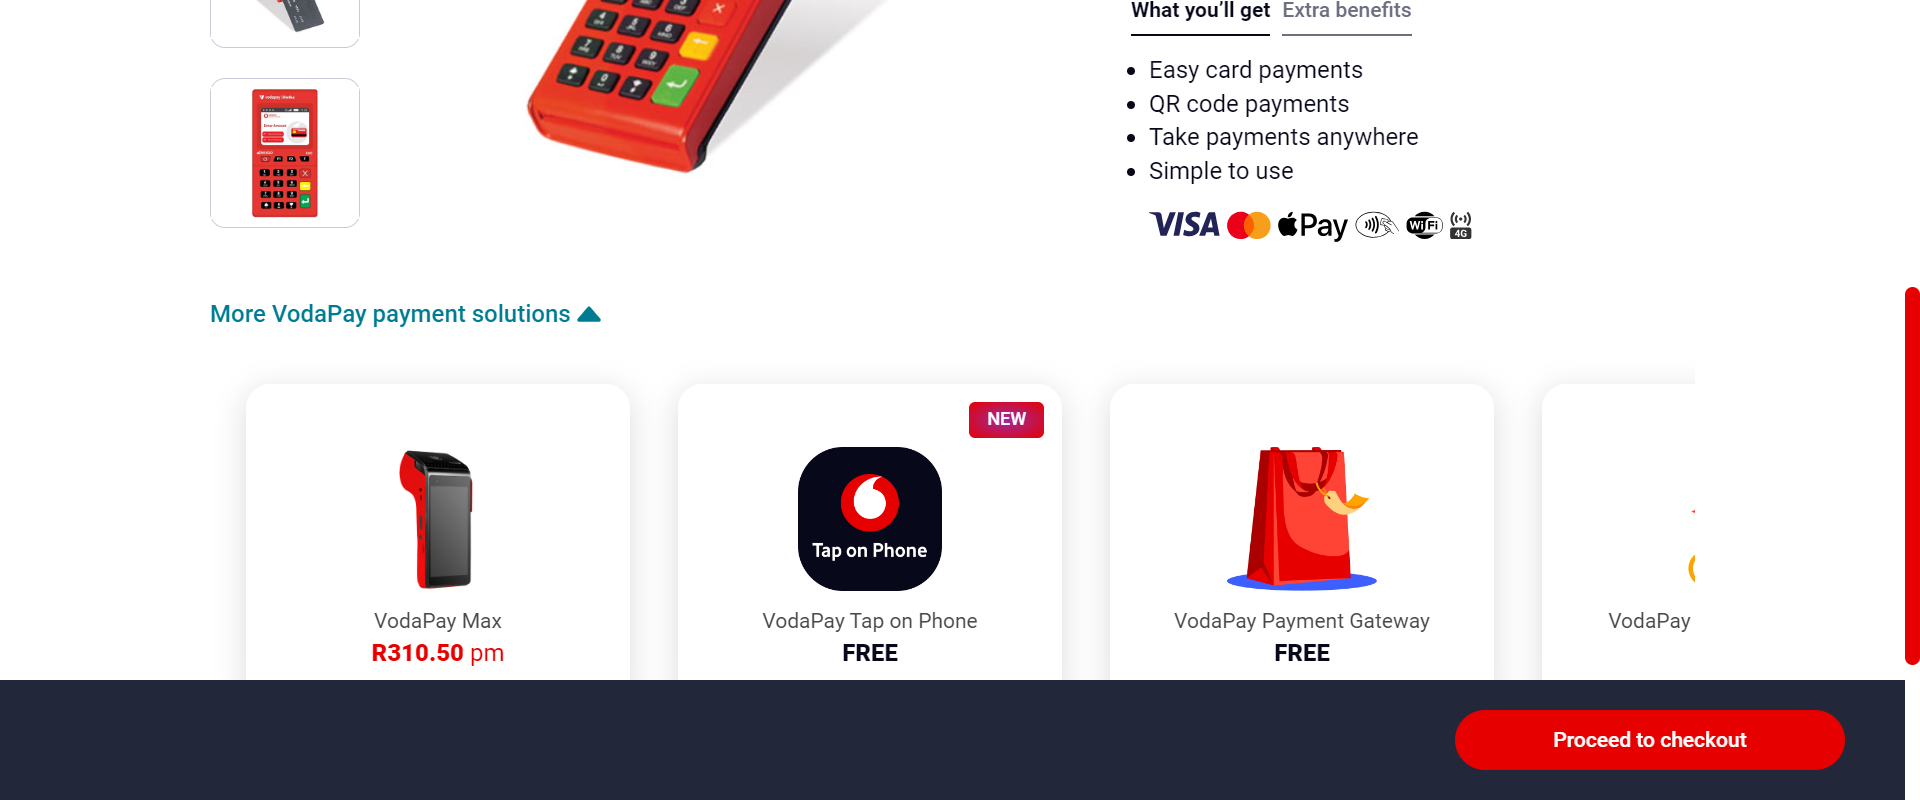 What you'll get Extra benefits
Easy card payments
QR code payments
Take payments anywhere
Simple to use
VISA Pay WiFi 4G
More VodaPay payment solutions
NEW
Tap on Phone
VodaPay Max
VodaPay Tap on Phone
VodaPay Payment Gateway
VodaPay
R310.50 pm
FREE
FREE
Proceed to checkout